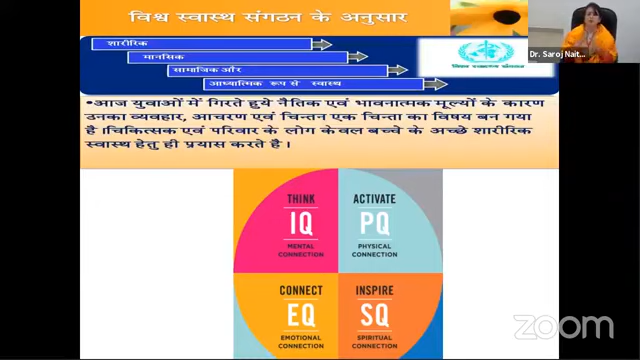 विश्व स्वास्थ संगठन के अनुसार
शारीरिक
मानसिक
सामाजिक और
आध्यात्मिक रूप से स्वास्थ
विश्व स्वास्थ्य संगठन
Dr. Saroj Nait...
•आज युवाओं में गिरते हुये नैतिक एवं भावनात्मक मूल्यों के कारण
उनका व्यवहार, आचरण एवं चिन्तन एक चिन्ता का विषय बन गया
है ।चिकित्सक एवं परिवार के लोग केवल बच्चे के अच्छे शारीरिक
स्वास्थ हेतु ही प्रयास करते है ।
THINK
IQ
MENTAL
CONNECTION
ACTIVATE
PQ
PHYSICAL
CONNECTION
CONNECT
EQ
EMOTIONAL
CONNECTION
INSPIRE
SQ
SPIRITUAL
CONNECTION
zoom